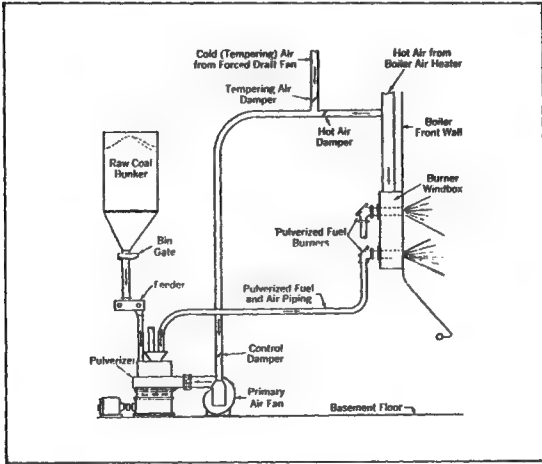 Cold (Tempering) Air
from Forced Draft Fan
Hot Air from
Boiler Air Heater
Tempering Air
Damper
Hot Air
Damper
Boiler
Front Wall
Raw Coal
Bunker
Burner
Windbox
Pulverized Fuel
Burners
Bin
Gate
Feeder
Pulverized Fuel
and Air Piping
Pulverizer
Control
Damper
Primary
Air Fan
Basement Floor